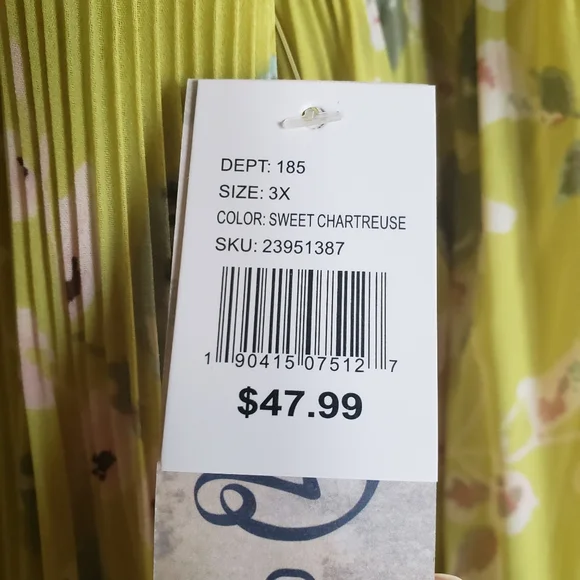 DEPT: 185
SIZE: 3X
COLOR: SWEET CHARTREUSE
SKU: 23951387
1 90415 07512 7
$47.99